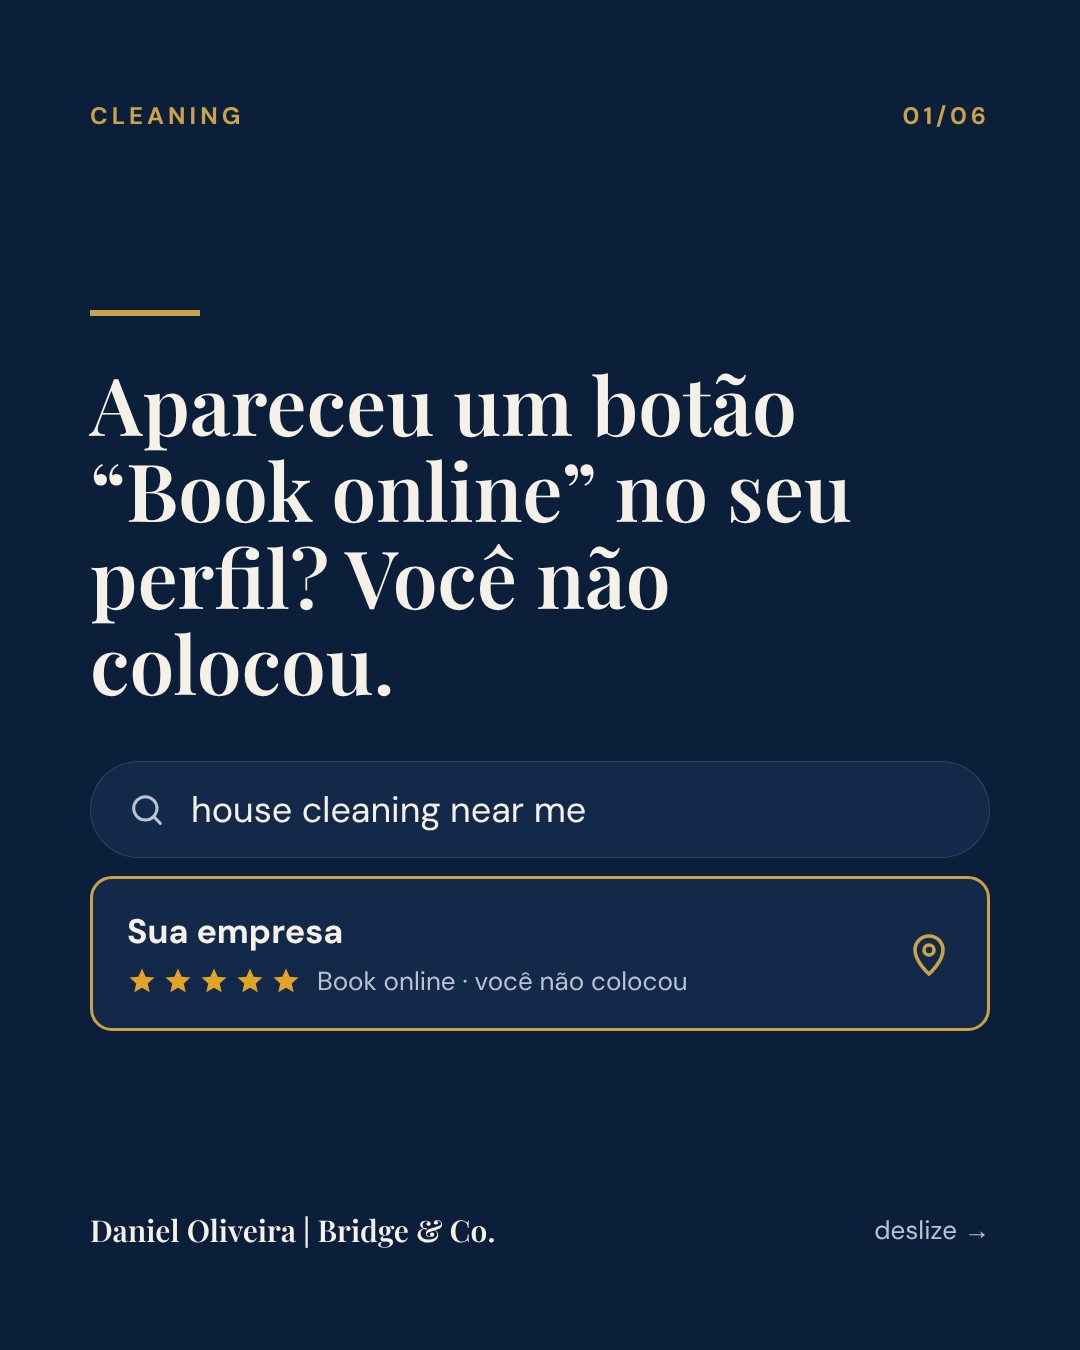 CLEANING
01/06
Apareceu um botão
“Book online” no seu
perfil? Você não
colocou.
house cleaning near me
Sua empresa
★★★★★ Book online · você não colocou
Daniel Oliveira | Bridge & Co.
deslize →